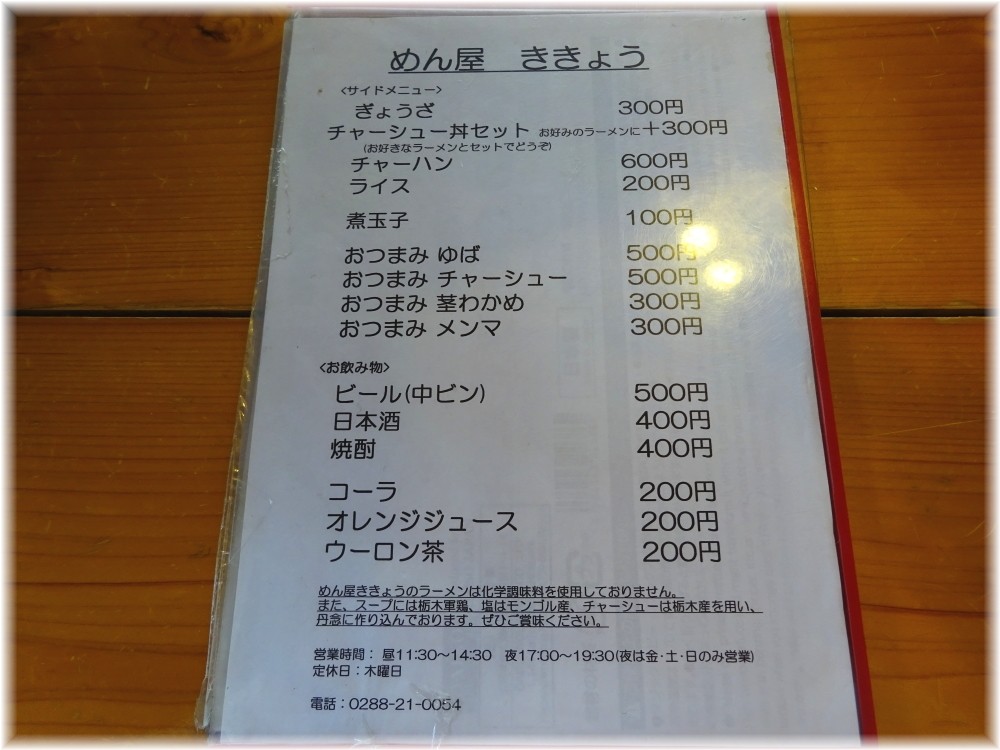 めん屋 ききょう
<サイドメニュー>
ぎょうざ 300円
チャーシュー丼セット お好みのラーメンに+300円
(お好きなラーメンとセットでどうぞ)
チャーハン 600円
ライス 200円
煮玉子 100円
おつまみ ゆば 500円
おつまみ チャーシュー 500円
おつまみ 茎わかめ 300円
おつまみ メンマ 300円
<お飲み物>
ビール(中ビン) 500円
日本酒 400円
焼酎 400円
コーラ 200円
オレンジジュース 200円
ウーロン茶 200円
めん屋ききょうのラーメンは化学調味料を使用しておりません。
また、スープには栃木軍鶏、塩はモンゴル産、チャーシューは栃木産を用い、
丹念に作り込んでおります。ぜひご賞味ください。
営業時間: 昼11:30~14:30 夜17:00~19:30(夜は金・土・日のみ営業)
定休日:木曜日
電話:0288-21-0054